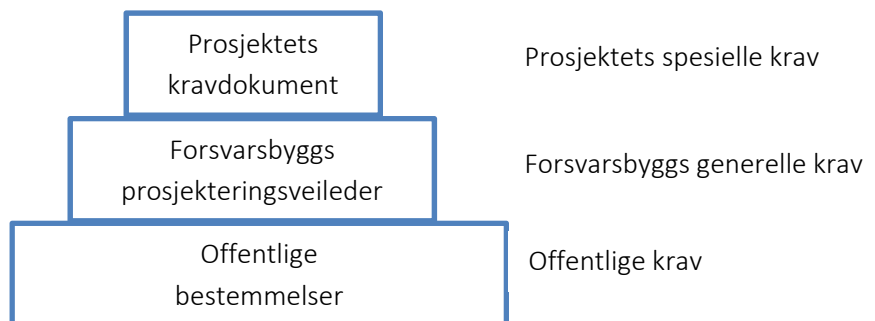 Prosjektets
kravdokument
Prosjektets spesielle krav
Forsvarsbyggs
prosjekteringsveileder
Forsvarsbyggs generelle krav
Offentlige
bestemmelser
Offentlige krav